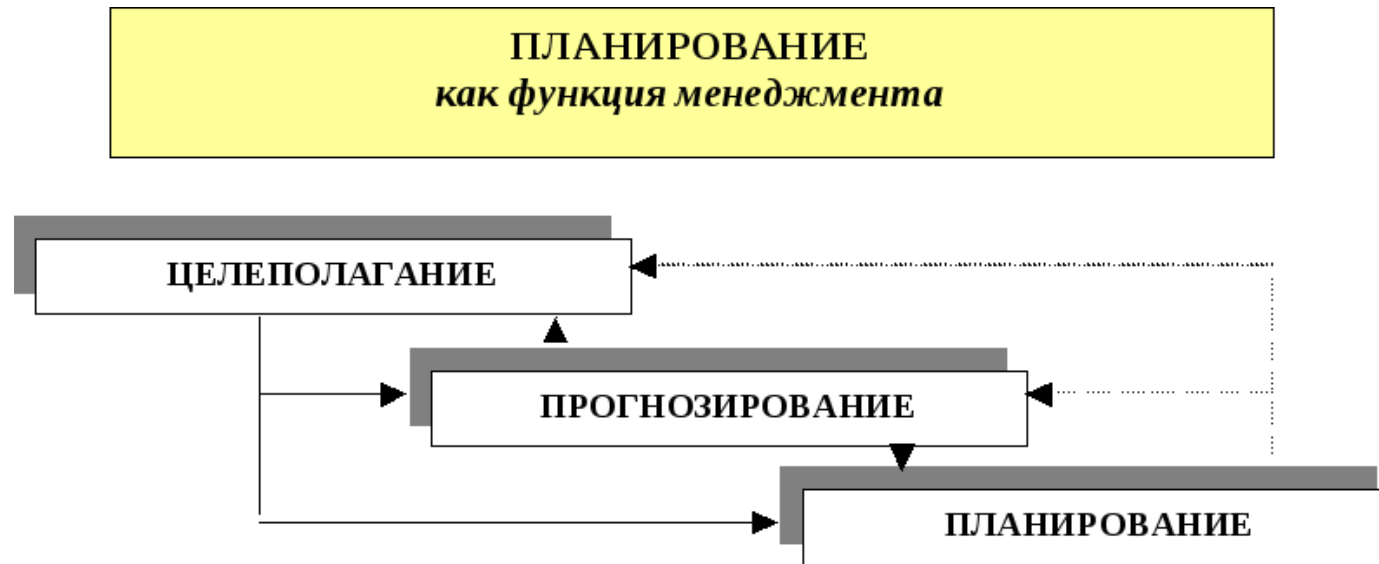 ПЛАНИРОВАНИЕ
как функция менеджмента
ЦЕЛЕПОЛАГАНИЕ
ПРОГНОЗИРОВАНИЕ
ПЛАНИРОВАНИЕ